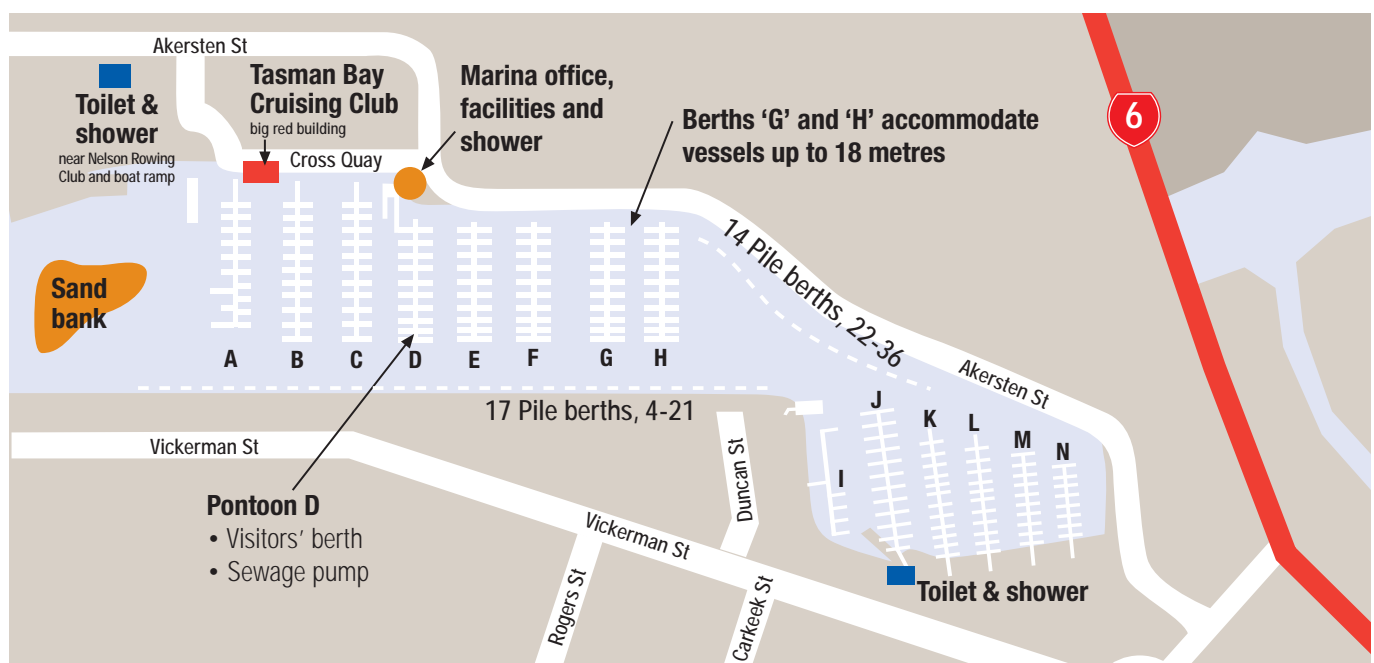 Akersten St
Toilet &
shower
near Nelson Rowing
Club and boat ramp
Tasman Bay
Cruising Club
big red building
Cross Quay
Marina office,
facilities and
shower
Berths ‘G’ and ‘H’ accommodate
vessels up to 18 metres
6
Sand
bank
14 Pile berths, 22-36
A
B
C
D
E
F
G
H
17 Pile berths, 4-21
Akersten St
I
J
K
L
M
N
Vickerman St
Pontoon D
• Visitors’ berth
• Sewage pump
Duncan St
Vickerman St
Rogers St
Carkeek St
Toilet & shower